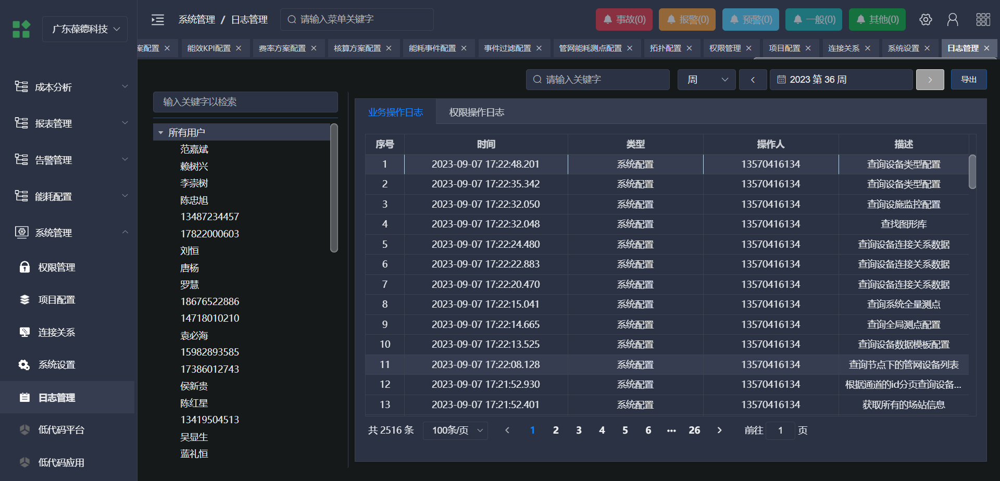 广东葆德科技
系统管理 / 日志管理
请输入菜单关键字
事故(0)
报警(0)
预警(0)
一般(0)
其他(0)
案配置 ×
能效KPI配置 ×
费率方案配置 ×
核算方案配置 ×
能耗事件配置 ×
事件过滤配置 ×
管网能耗测点配置 ×
拓扑配置 ×
权限管理 ×
项目配置 ×
连接关系 ×
系统设置 ×
日志管理 ×
成本分析
报表管理
告警管理
能耗配置
系统管理
权限管理
项目配置
连接关系
系统设置
日志管理
低代码平台
低代码应用
请输入关键字
周
2023 第 36 周
导出
输入关键字以检索
所有用户
范嘉斌
赖树兴
李崇树
陈忠旭
13487234457
17822000603
刘恒
唐杨
罗慧
18676522886
14718010210
袁必海
15982893585
17386012743
侯新贵
陈红星
13419504513
吴显生
蓝礼恒
业务操作日志 权限操作日志
序号 时间 类型 操作人 描述
1 2023-09-07 17:22:48.201 系统配置 13570416134 查询设备类型配置
2 2023-09-07 17:22:35.342 系统配置 13570416134 查询设备类型配置
3 2023-09-07 17:22:32.050 系统配置 13570416134 查询设施监控配置
4 2023-09-07 17:22:32.048 系统配置 13570416134 查找图形库
5 2023-09-07 17:22:24.480 系统配置 13570416134 查询设备连接关系数据
6 2023-09-07 17:22:22.883 系统配置 13570416134 查询设备连接关系数据
7 2023-09-07 17:22:20.470 系统配置 13570416134 查询设备连接关系数据
8 2023-09-07 17:22:15.041 系统配置 13570416134 查询系统全量测点
9 2023-09-07 17:22:14.665 系统配置 13570416134 查询全局测点配置
10 2023-09-07 17:22:13.525 系统配置 13570416134 查询设备数据模板配置
11 2023-09-07 17:22:08.128 系统配置 13570416134 查询节点下的管网设备列表
12 2023-09-07 17:21:52.930 系统配置 13570416134 根据通道的id分页查询设备...
13 2023-09-07 17:21:52.401 系统配置 13570416134 获取所有的场站信息
共 2516 条 100条/页 1 2 3 4 5 6 ··· 26 前往 1 页